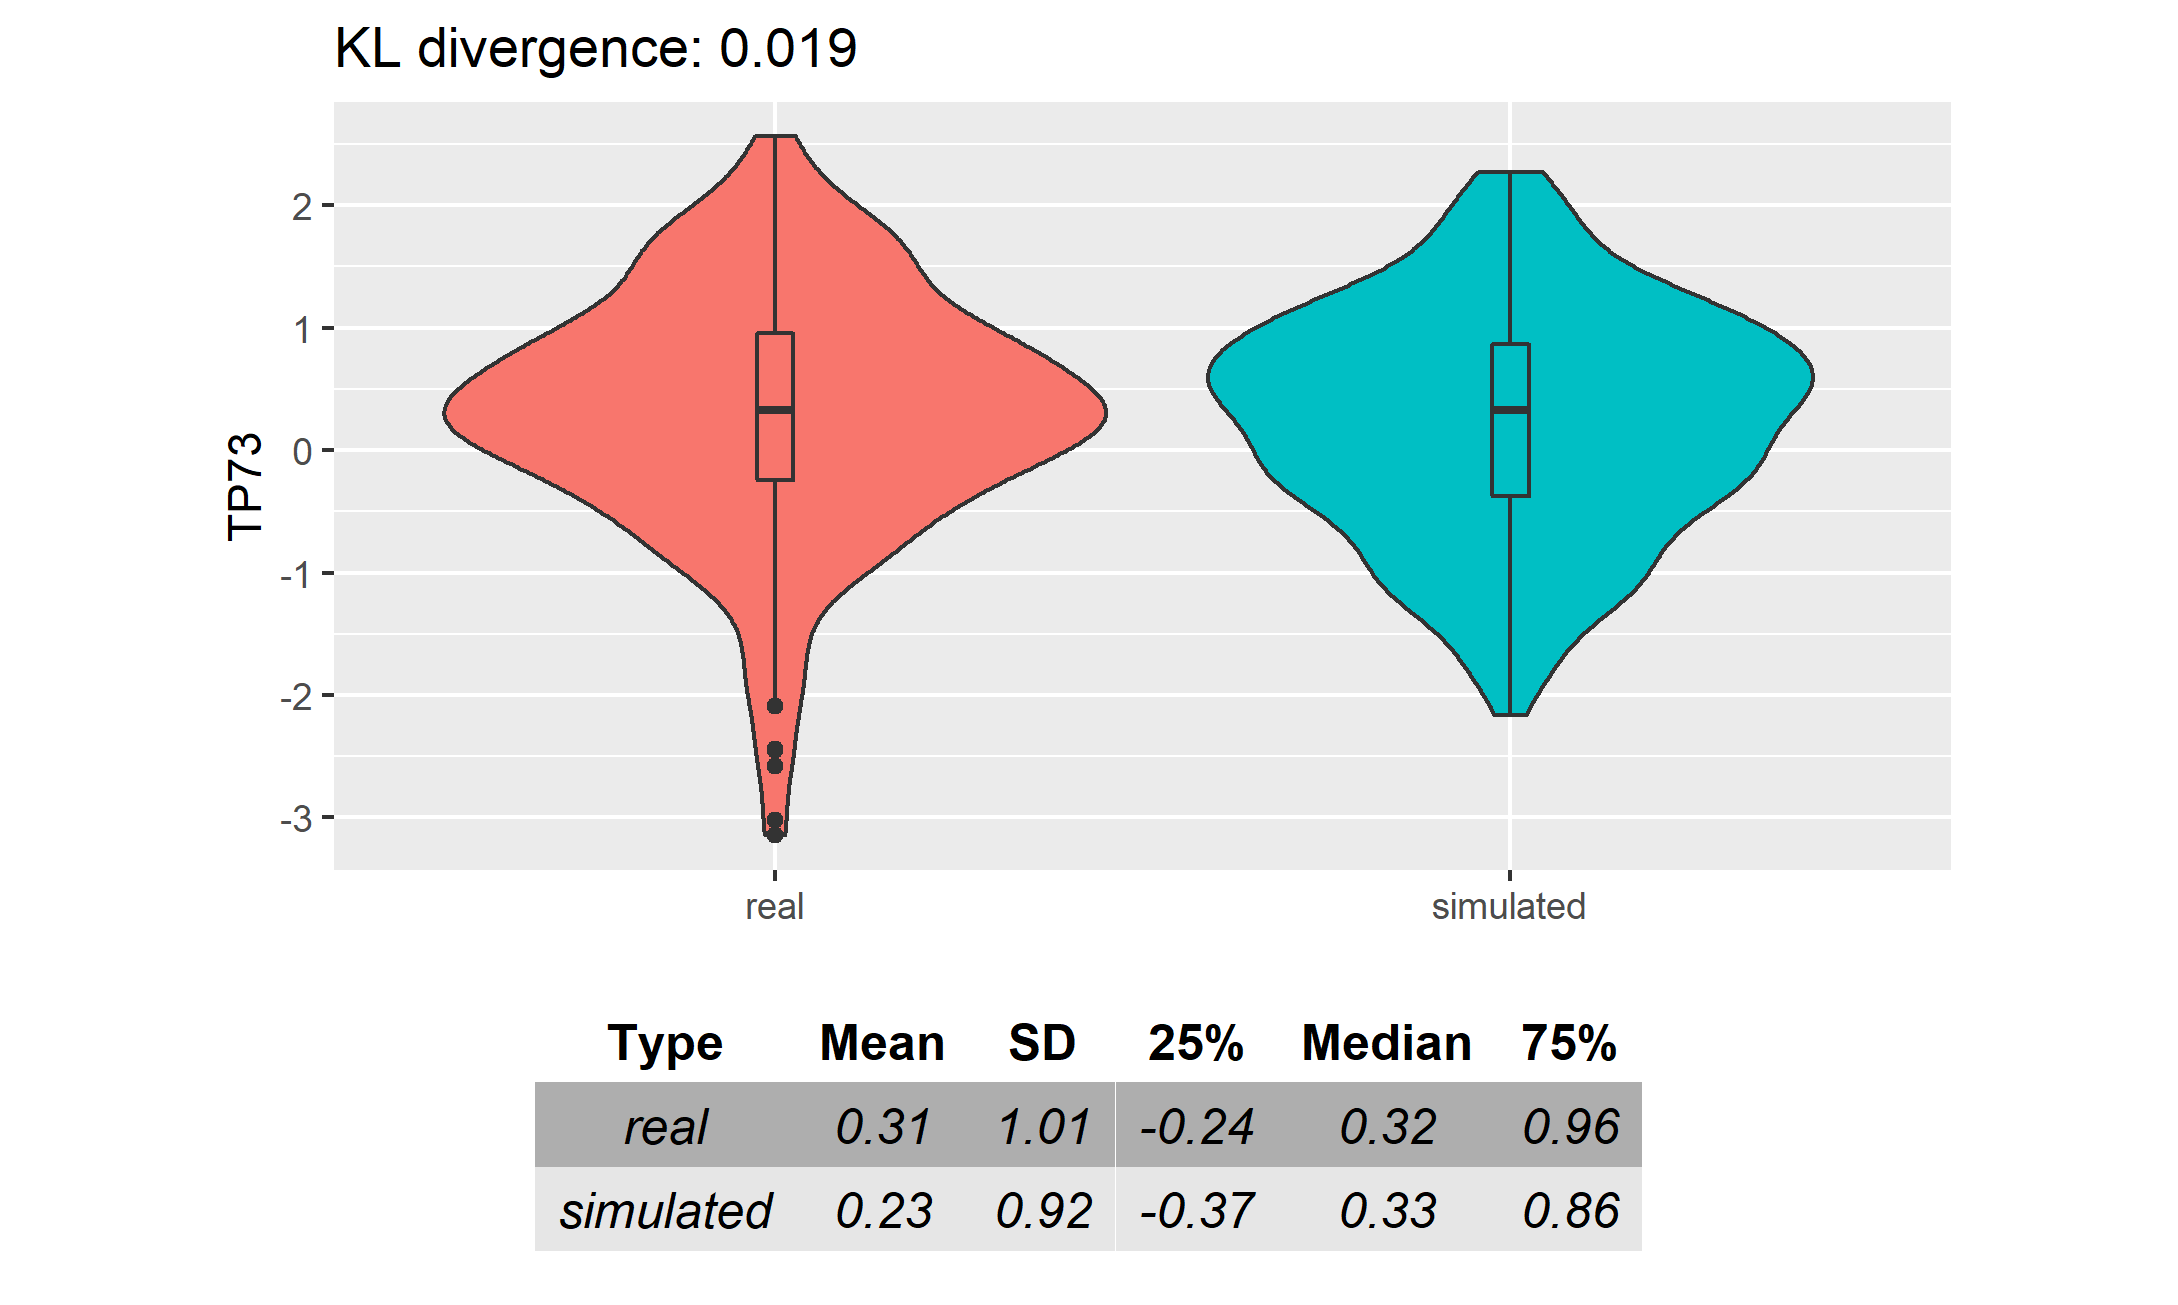 KL divergence: 0.019
TP73
2
1
0
-1
-2
-3
real simulated
Type Mean SD 25% Median 75%
real 0.31 1.01 -0.24 0.32 0.96
simulated 0.23 0.92 -0.37 0.33 0.86